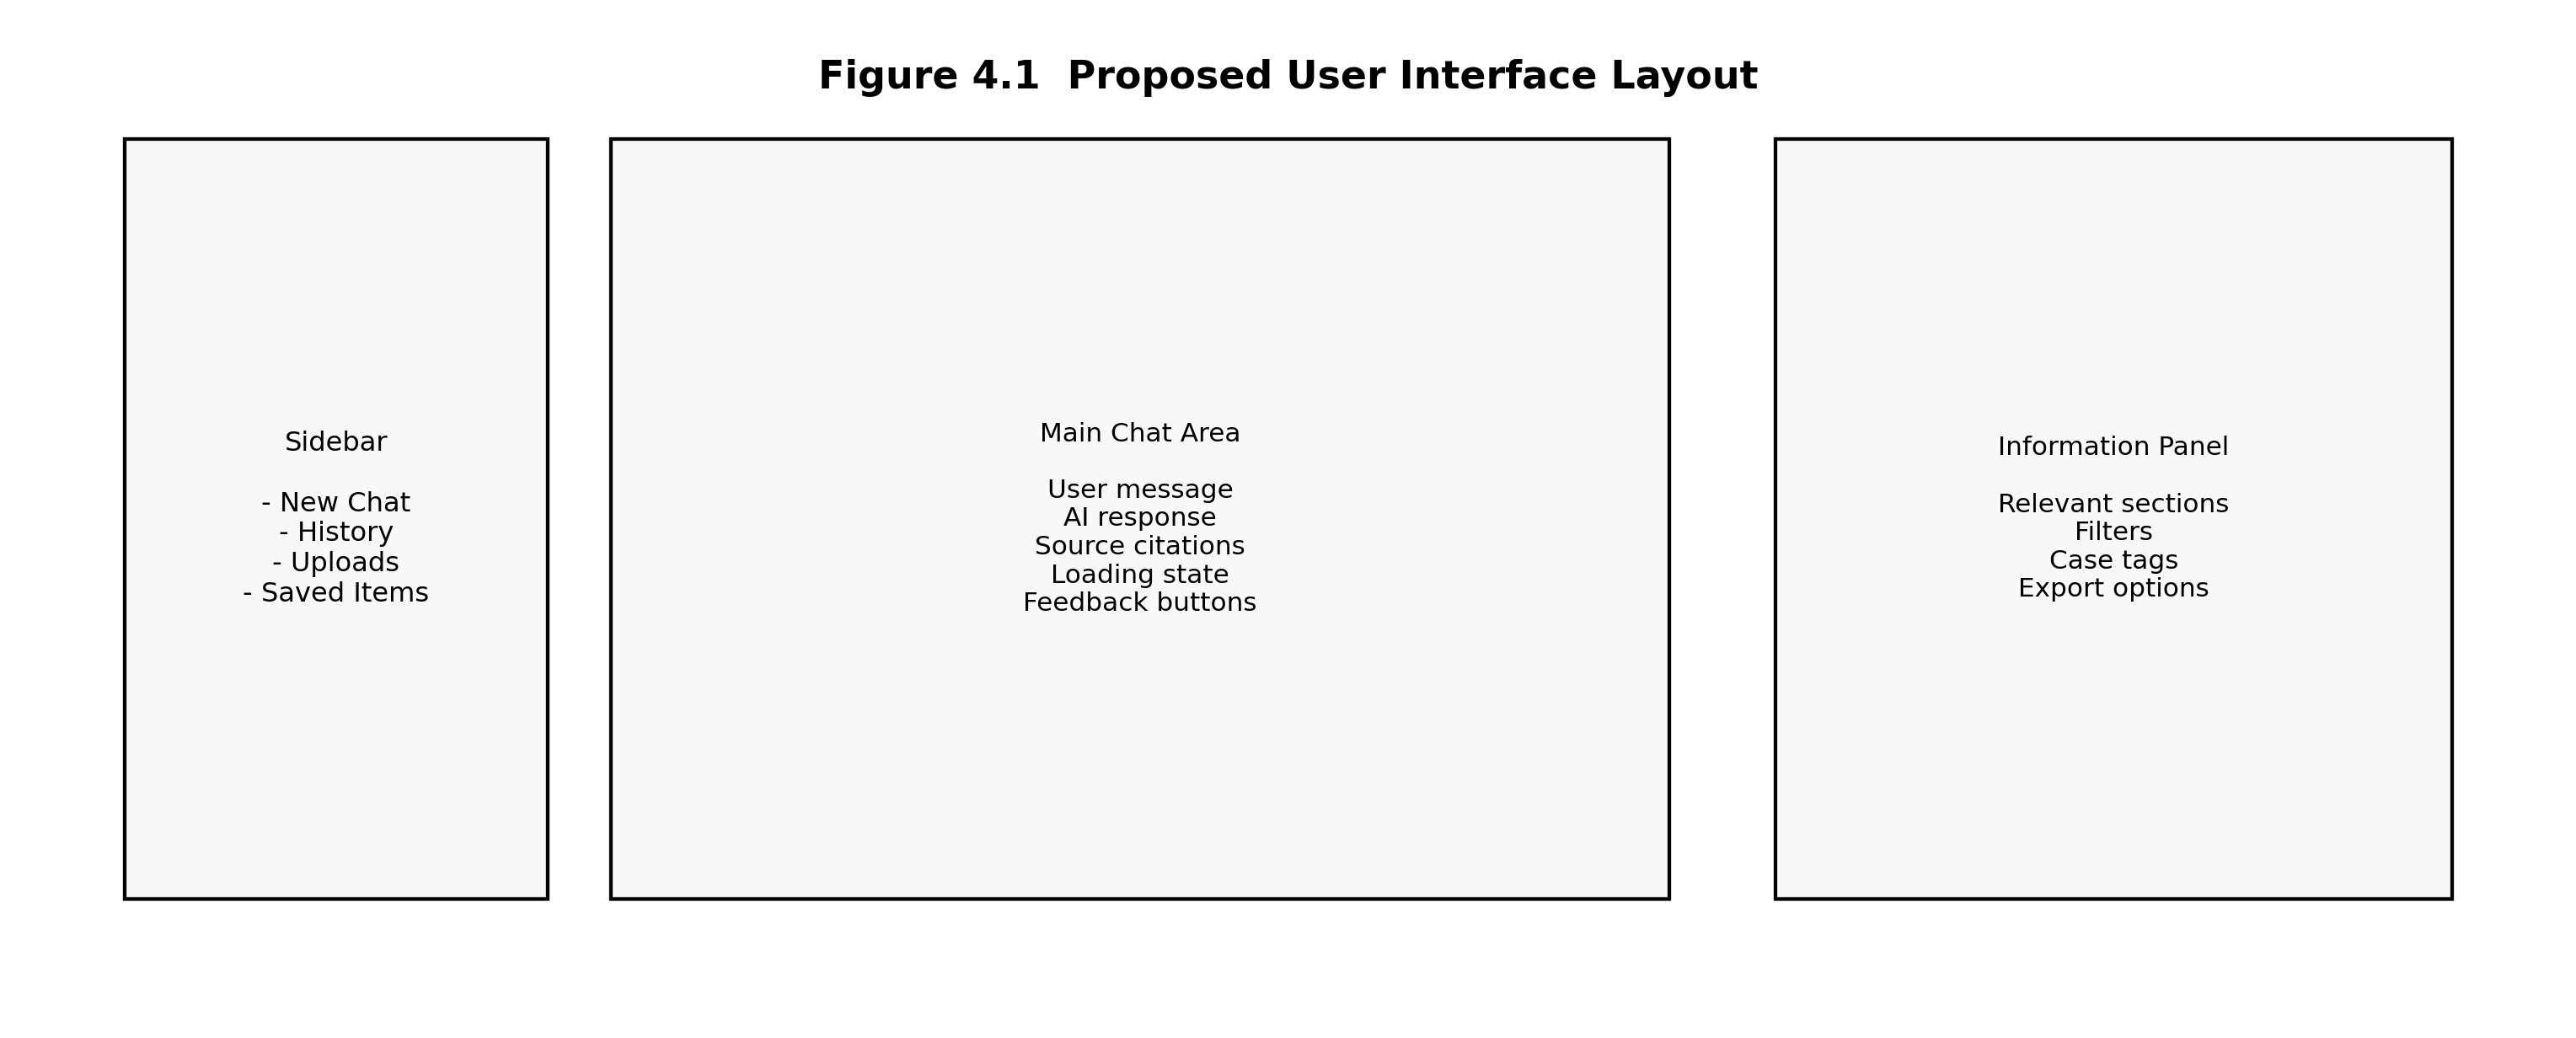 Figure 4.1  Proposed User Interface Layout
Sidebar
- New Chat
- History
- Uploads
- Saved Items
Main Chat Area
User message
AI response
Source citations
Loading state
Feedback buttons
Information Panel
Relevant sections
Filters
Case tags
Export options